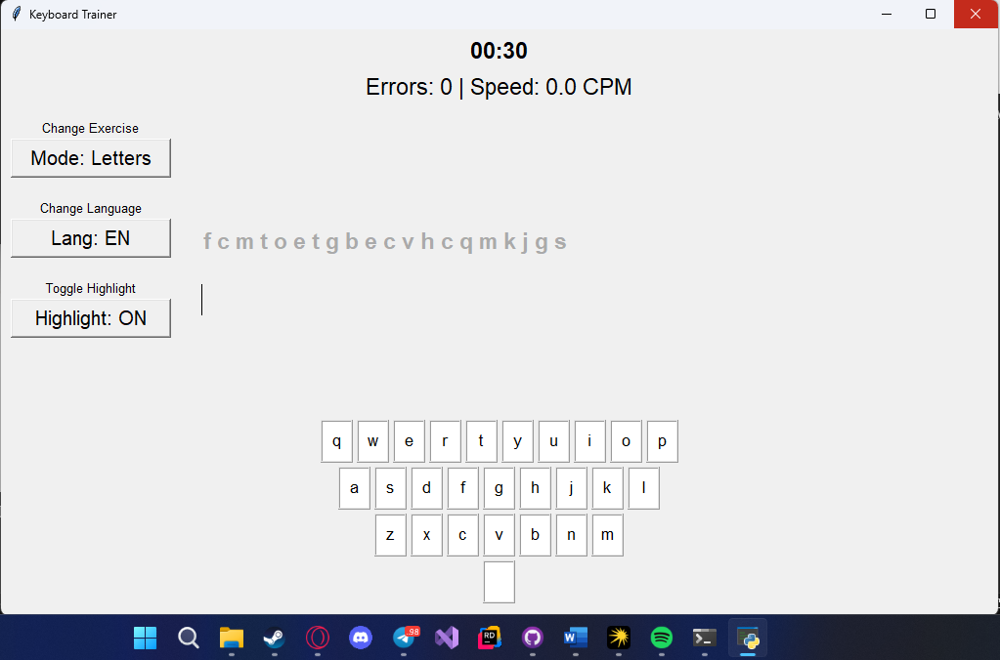 Keyboard Trainer
00:30
Errors: 0 | Speed: 0.0 CPM
Change Exercise
Mode: Letters
Change Language
Lang: EN
f c m t o e t g b e c v h c q m k j g s
Toggle Highlight
Highlight: ON
q w e r t y u i o p
a s d f g h j k l
z x c v b n m
98
RD
W